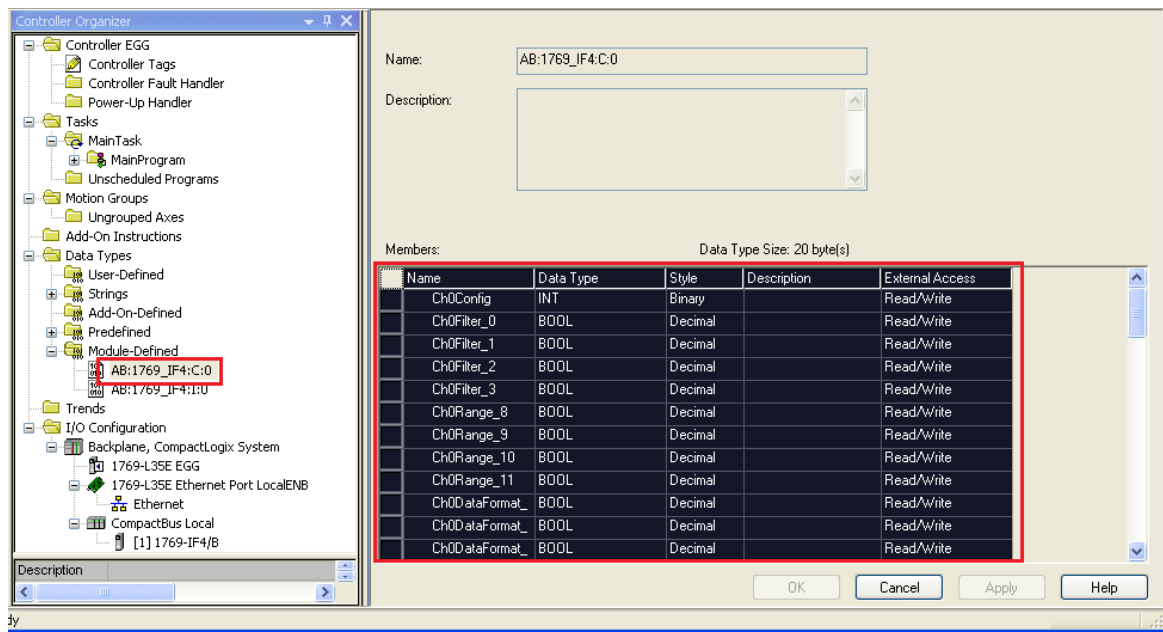 Controller Organizer
Controller EGG
Controller Tags
Controller Fault Handler
Power-Up Handler
Tasks
MainTask
MainProgram
Unscheduled Programs
Motion Groups
Ungrouped Axes
Add-On Instructions
Data Types
User-Defined
Strings
Add-On-Defined
Predefined
Module-Defined
AB:1769_IF4:C:0
AB:1769_IF4:I:0
Trends
I/O Configuration
Backplane, CompactLogix System
1769-L35E EGG
1769-L35E Ethernet Port LocalENB
Ethernet
CompactBus Local
[1] 1769-IF4/B
Description
Name: AB:1769_IF4:C:0
Description:
Members: Data Type Size: 20 byte(s)
Name Data Type Style Description External Access
Ch0Config INT Binary Read/Write
Ch0Filter_0 BOOL Decimal Read/Write
Ch0Filter_1 BOOL Decimal Read/Write
Ch0Filter_2 BOOL Decimal Read/Write
Ch0Filter_3 BOOL Decimal Read/Write
Ch0Range_8 BOOL Decimal Read/Write
Ch0Range_9 BOOL Decimal Read/Write
Ch0Range_10 BOOL Decimal Read/Write
Ch0Range_11 BOOL Decimal Read/Write
Ch0DataFormat_ BOOL Decimal Read/Write
Ch0DataFormat_ BOOL Decimal Read/Write
Ch0DataFormat_ BOOL Decimal Read/Write
OK Cancel Apply Help